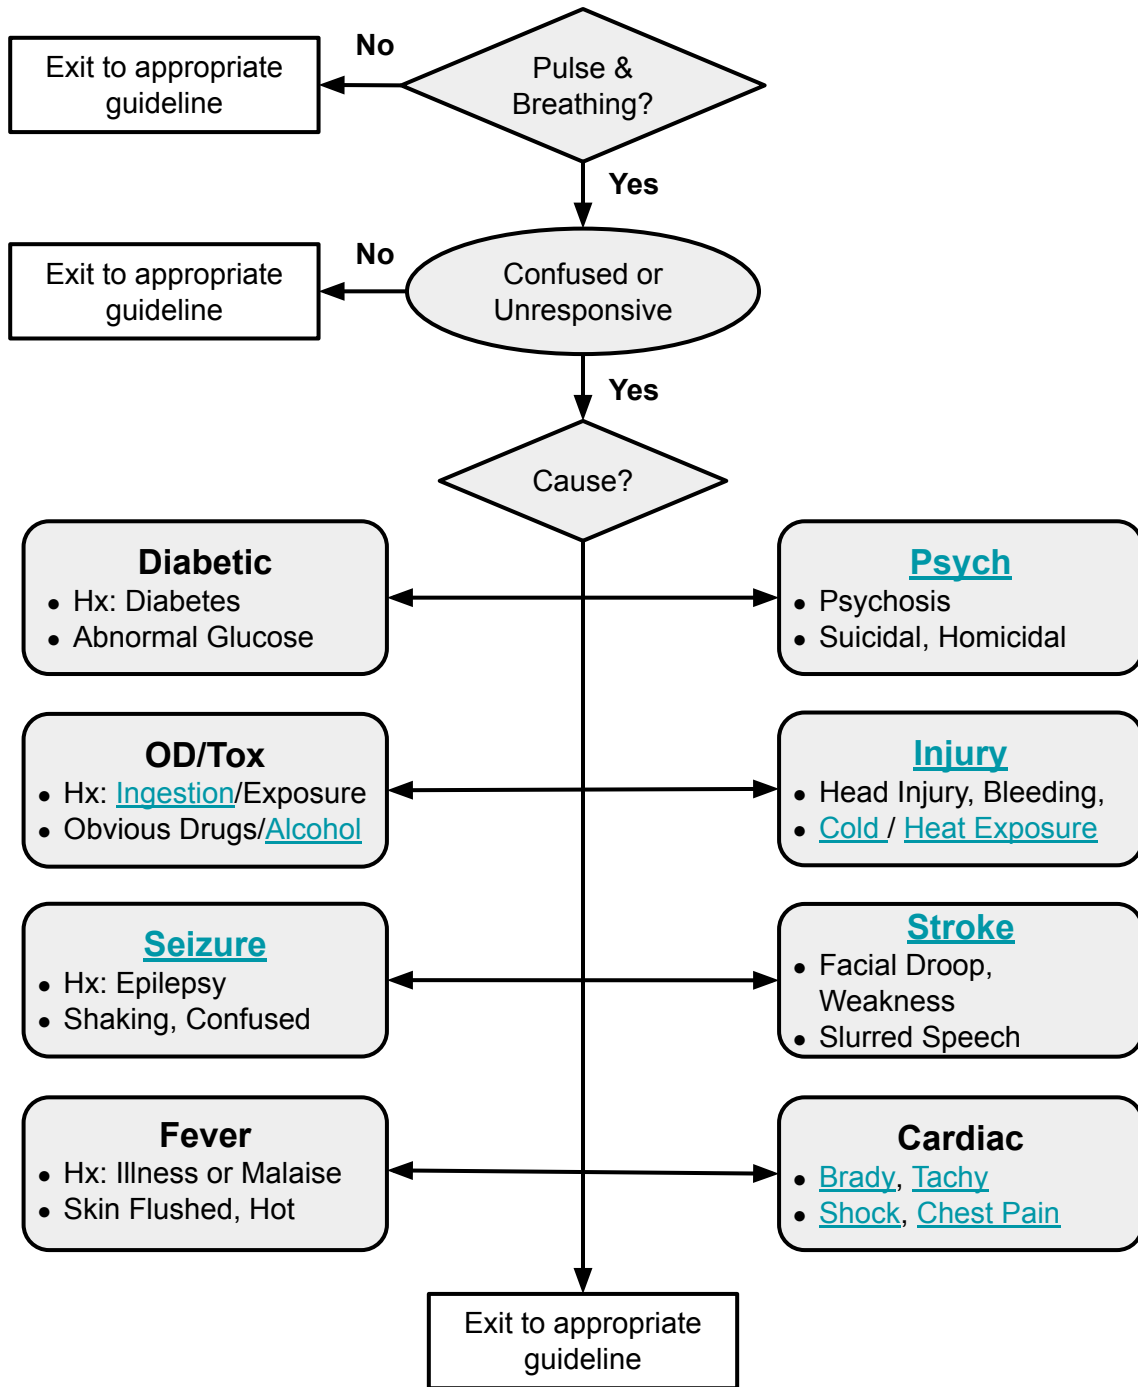 No
Exit to appropriate
guideline
Pulse &
Breathing?
Yes
No
Exit to appropriate
guideline
Confused or
Unresponsive
Yes
Cause?
Diabetic
• Hx: Diabetes
• Abnormal Glucose
Psych
• Psychosis
• Suicidal, Homicidal
OD/Tox
• Hx: Ingestion/Exposure
• Obvious Drugs/Alcohol
Injury
• Head Injury, Bleeding,
• Cold / Heat Exposure
Seizure
• Hx: Epilepsy
• Shaking, Confused
Stroke
• Facial Droop,
Weakness
• Slurred Speech
Fever
• Hx: Illness or Malaise
• Skin Flushed, Hot
Cardiac
• Brady, Tachy
• Shock, Chest Pain
Exit to appropriate
guideline